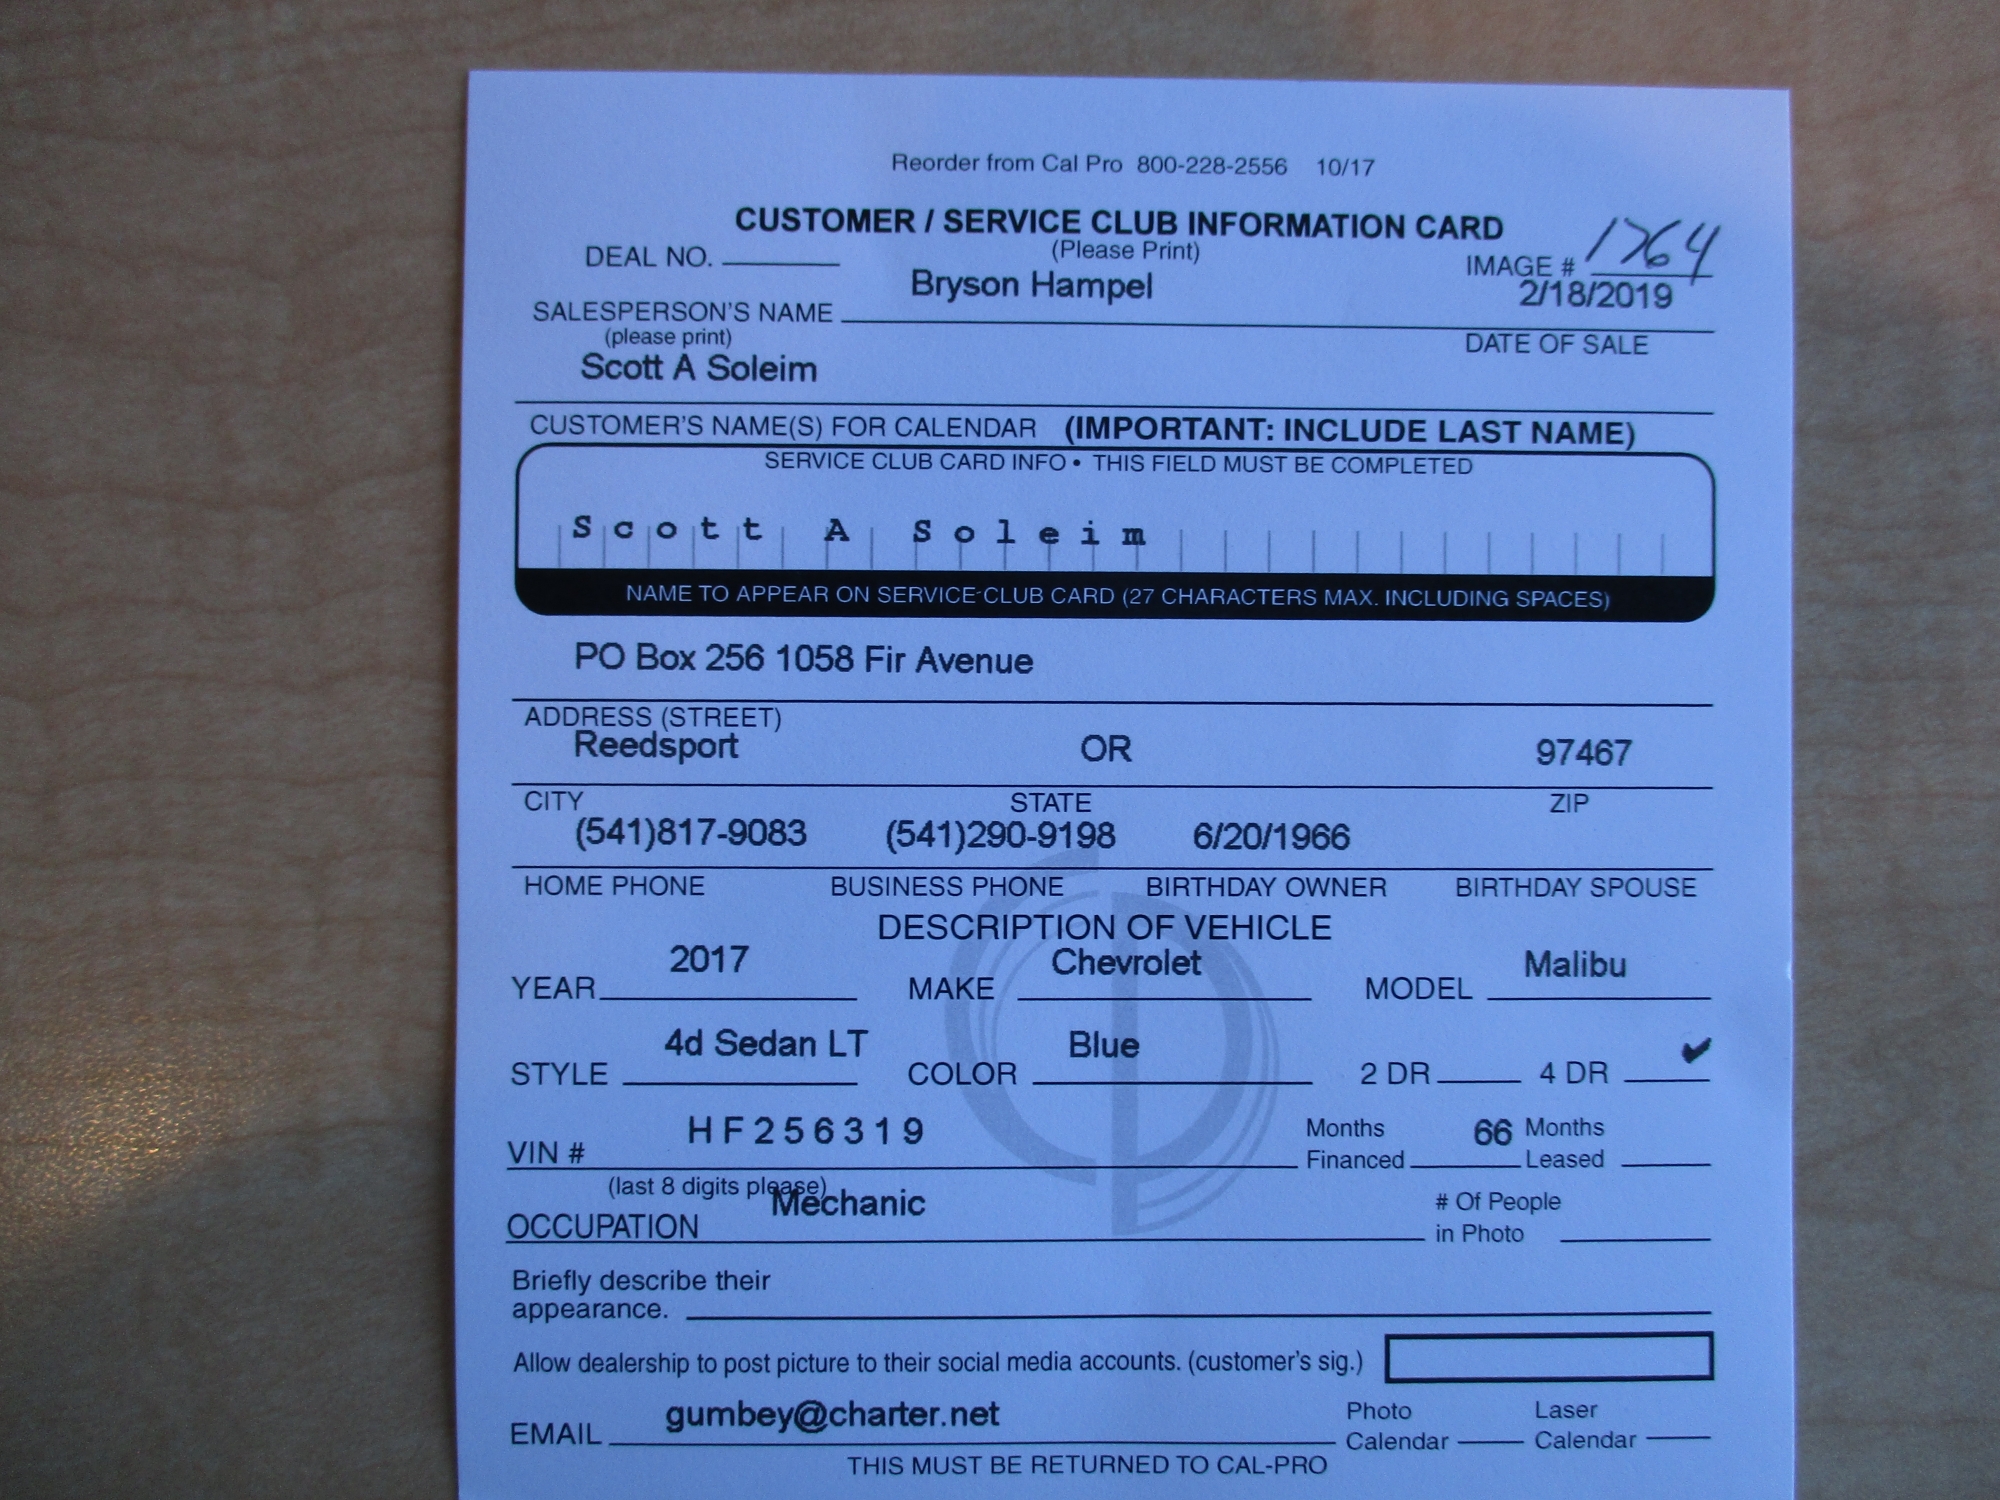 Reorder from Cal Pro 800-228-2556 10/17
CUSTOMER / SERVICE CLUB INFORMATION CARD
(Please Print)
DEAL NO.
IMAGE # 1764
Bryson Hampel
2/18/2019
SALESPERSON'S NAME
(please print)
DATE OF SALE
Scott A Soleim
CUSTOMER'S NAME(S) FOR CALENDAR (IMPORTANT: INCLUDE LAST NAME)
SERVICE CLUB CARD INFO • THIS FIELD MUST BE COMPLETED
Scott A Soleim
NAME TO APPEAR ON SERVICE CLUB CARD (27 CHARACTERS MAX. INCLUDING SPACES)
PO Box 256 1058 Fir Avenue
ADDRESS (STREET)
Reedsport OR 97467
CITY STATE ZIP
(541)817-9083 (541)290-9198 6/20/1966
HOME PHONE BUSINESS PHONE BIRTHDAY OWNER BIRTHDAY SPOUSE
DESCRIPTION OF VEHICLE
2017 Chevrolet Malibu
YEAR MAKE MODEL
4d Sedan LT Blue ✔
STYLE COLOR 2 DR 4 DR
HF256319
VIN #
Months Financed 66 Months Leased
(last 8 digits please)
Mechanic
OCCUPATION
# Of People
in Photo
Briefly describe their
appearance.
Allow dealership to post picture to their social media accounts. (customer's sig.)
gumbey@charter.net
EMAIL
Photo Calendar
Laser Calendar
THIS MUST BE RETURNED TO CAL-PRO